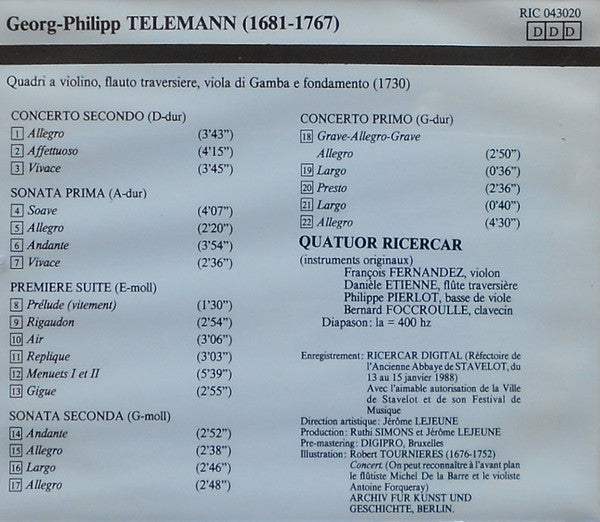 Georg-Philipp TELEMANN (1681-1767)
RIC 043020
DDD
Quadri a violino, flauto traversiere, viola di Gamba e fondamento (1730)
CONCERTO SECONDO (D-dur)
1 Allegro (3'43")
2 Affettuoso (4'15")
3 Vivace (3'45")
SONATA PRIMA (A-dur)
4 Soave (4'07")
5 Allegro (2'20")
6 Andante (3'54")
7 Vivace (2'36")
PREMIERE SUITE (E-moll)
8 Prélude (vitement) (1'30")
9 Rigaudon (2'54")
10 Air (3'06")
11 Replique (3'03")
12 Menuets I et II (5'39")
13 Gigue (2'55")
SONATA SECONDA (G-moll)
14 Andante (2'52")
15 Allegro (2'38")
16 Largo (2'46")
17 Allegro (2'48")
CONCERTO PRIMO (G-dur)
18 Grave-Allegro-Grave
Allegro (2'50")
19 Largo (0'36")
20 Presto (2'36")
21 Largo (0'40")
22 Allegro (4'30")
QUATUOR RICERCAR
(instruments originaux)
François FERNANDEZ, violon
Danièle ETIENNE, flûte traversière
Philippe PIERLOT, basse de viole
Bernard FOCCROULLE, clavecin
Diapason: la = 400 hz
Enregistrement: RICERCAR DIGITAL (Réfectoire de
l'Ancienne Abbaye de STAVELOT, du
13 au 15 janvier 1988)
Avec l'aimable autorisation de la Ville
de Stavelot et de son Festival de
Musique
Direction artistique: Jérôme LEJEUNE
Production: Ruthi SIMONS et Jérôme LEJEUNE
Pre-mastering: DIGIPRO, Bruxelles
Illustration: Robert TOURNIERES (1676-1752)
Concert (On peut reconnaître à l'avant plan
le flûtiste Michel De la Barre et le violiste
Antoine Forqueray)
ARCHIV FÜR KUNST UND
GESCHICHTE, BERLIN.